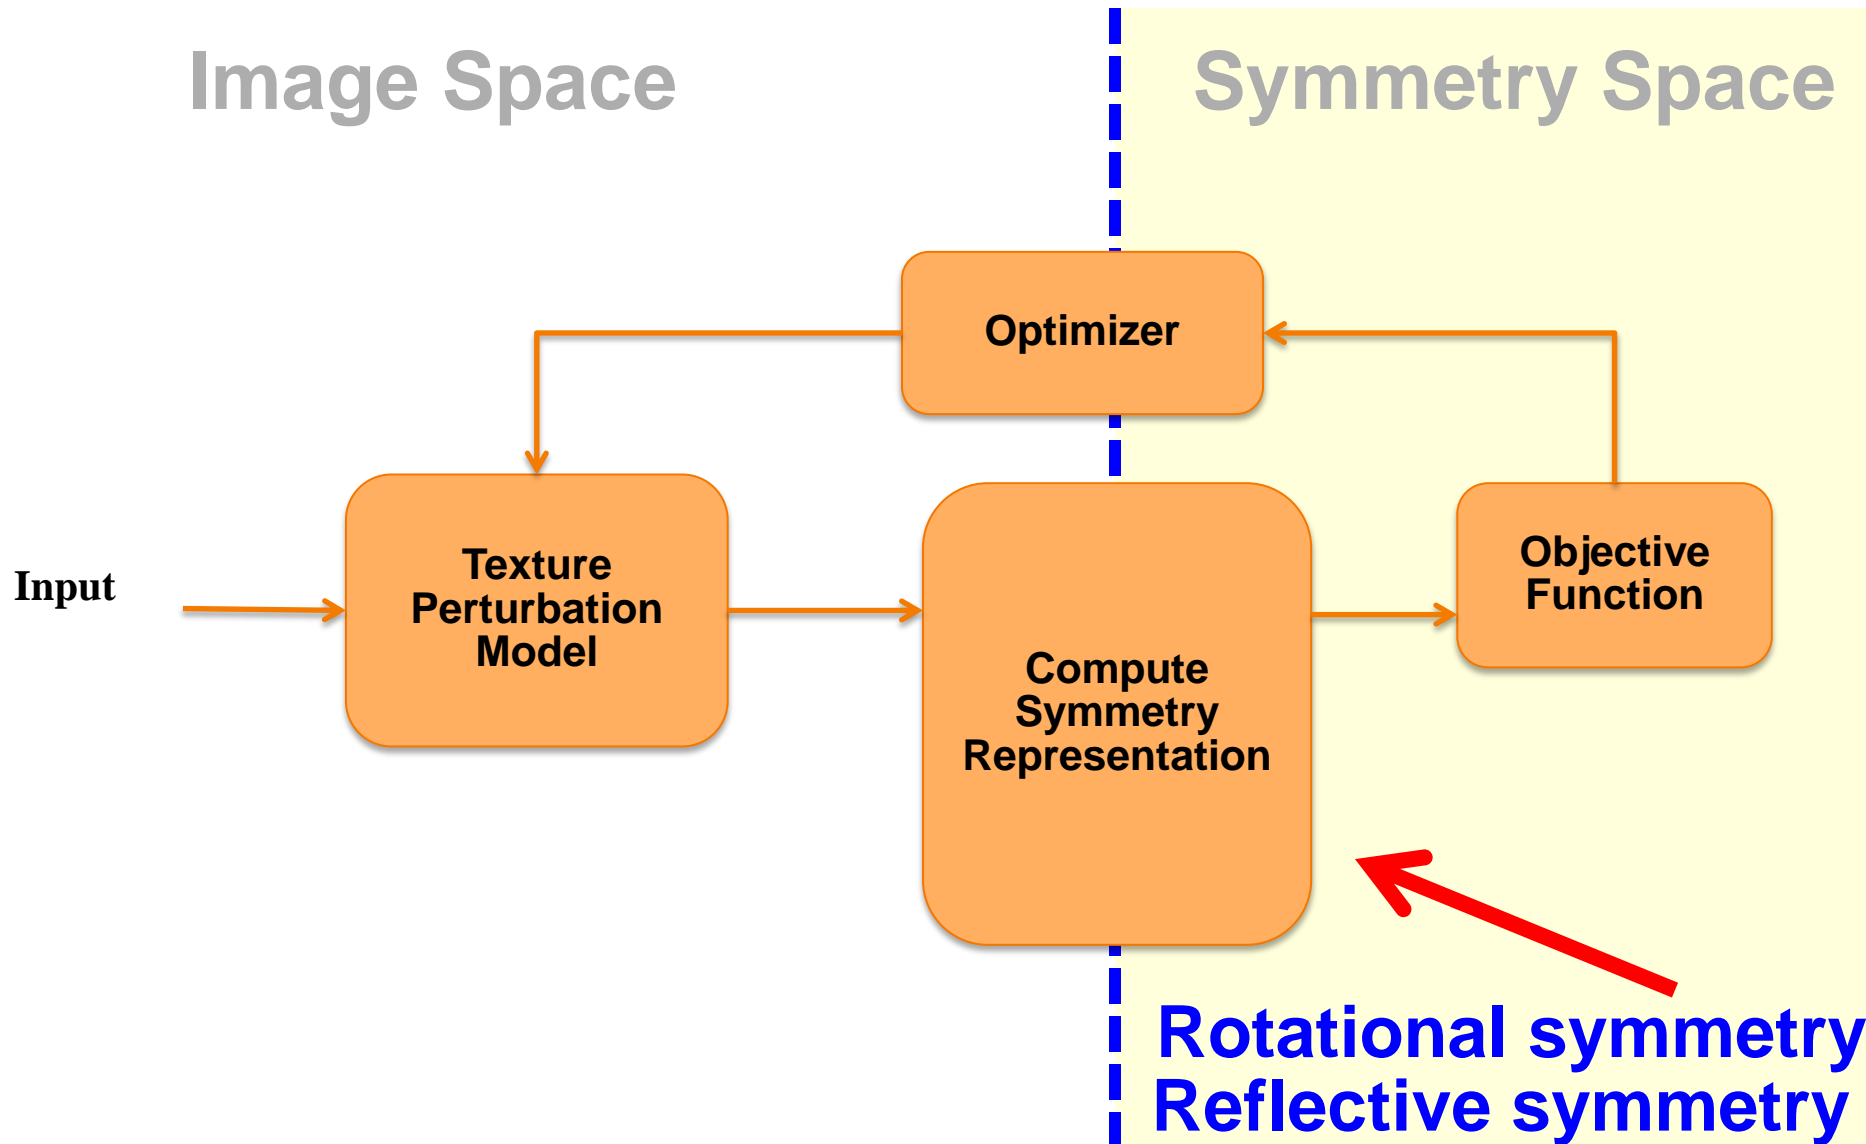 Image Space
Symmetry Space
Optimizer
Input
Texture
Perturbation
Model
Compute
Symmetry
Representation
Objective
Function
Rotational symmetry
Reflective symmetry